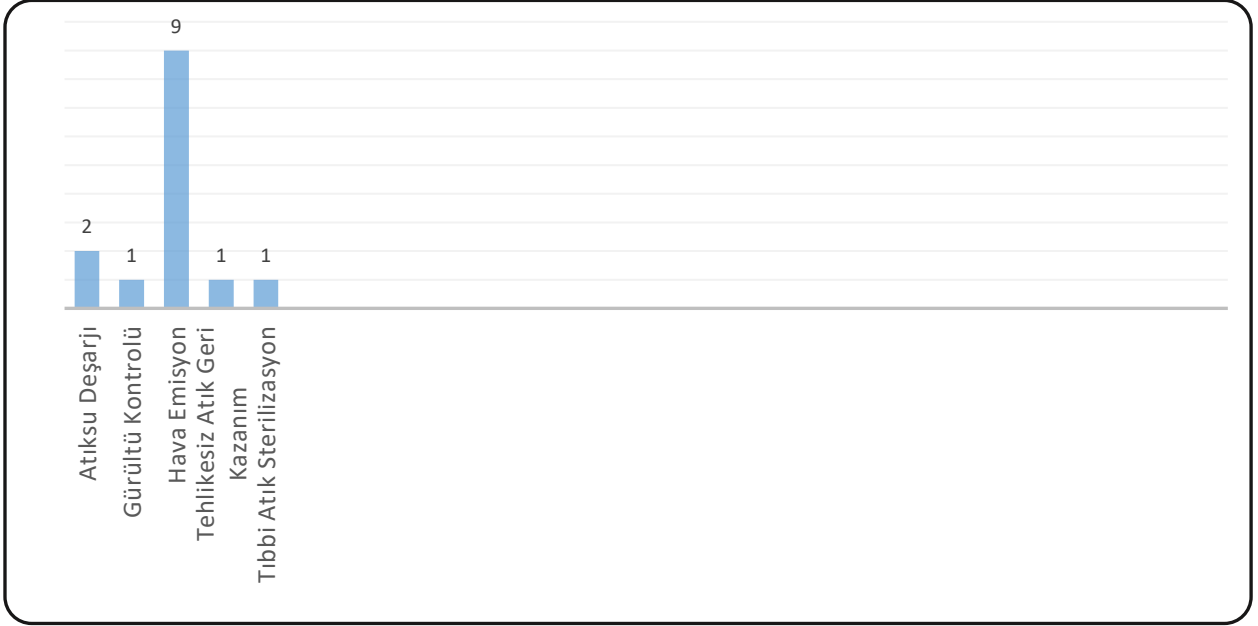 9
2
1
1
1
Atıksu Deşarjı
Gürültü Kontrolü
Hava Emisyon
Tehlikesiz Atık Geri
Kazanım
Tıbbi Atık Sterilizasyon